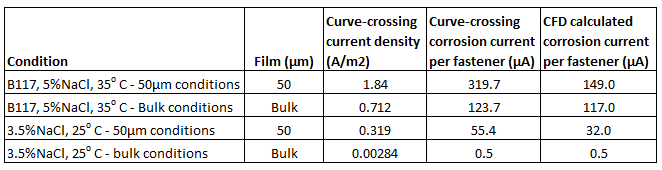 Condition Film (µm) Curve-crossing current density (A/m2) Curve-crossing corrosion current per fastener (µA) CFD calculated corrosion current per fastener (µA)
B117, 5%NaCl, 35° C - 50µm conditions 50 1.84 319.7 149.0
B117, 5%NaCl, 35° C - Bulk conditions Bulk 0.712 123.7 117.0
3.5%NaCl, 25° C - 50µm conditions 50 0.319 55.4 32.0
3.5%NaCl, 25° C - bulk conditions Bulk 0.00284 0.5 0.5